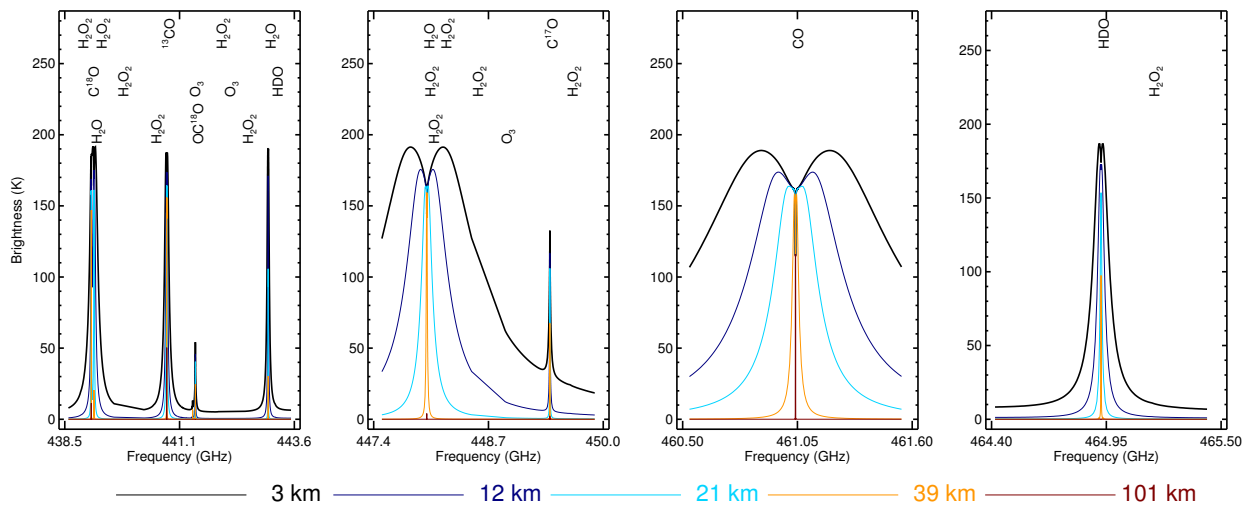 H₂O₂ H₂O₂ ¹³CO H₂O₂ H₂O
C¹⁸O H₂O₂ O₃ O₃ HDO
H₂O H₂O₂ OC¹⁸O H₂O₂
H₂O H₂O₂ C¹⁷O
H₂O₂ H₂O₂ H₂O₂
H₂O₂ O₃
CO
HDO
H₂O₂
Brightness (K)
250
200
150
100
50
0
438.5 441.1 443.6
Frequency (GHz)
250
200
150
100
50
0
447.4 448.7 450.0
Frequency (GHz)
250
200
150
100
50
0
460.50 461.05 461.60
Frequency (GHz)
250
200
150
100
50
0
464.40 464.95 465.50
Frequency (GHz)
3 km 12 km 21 km 39 km 101 km